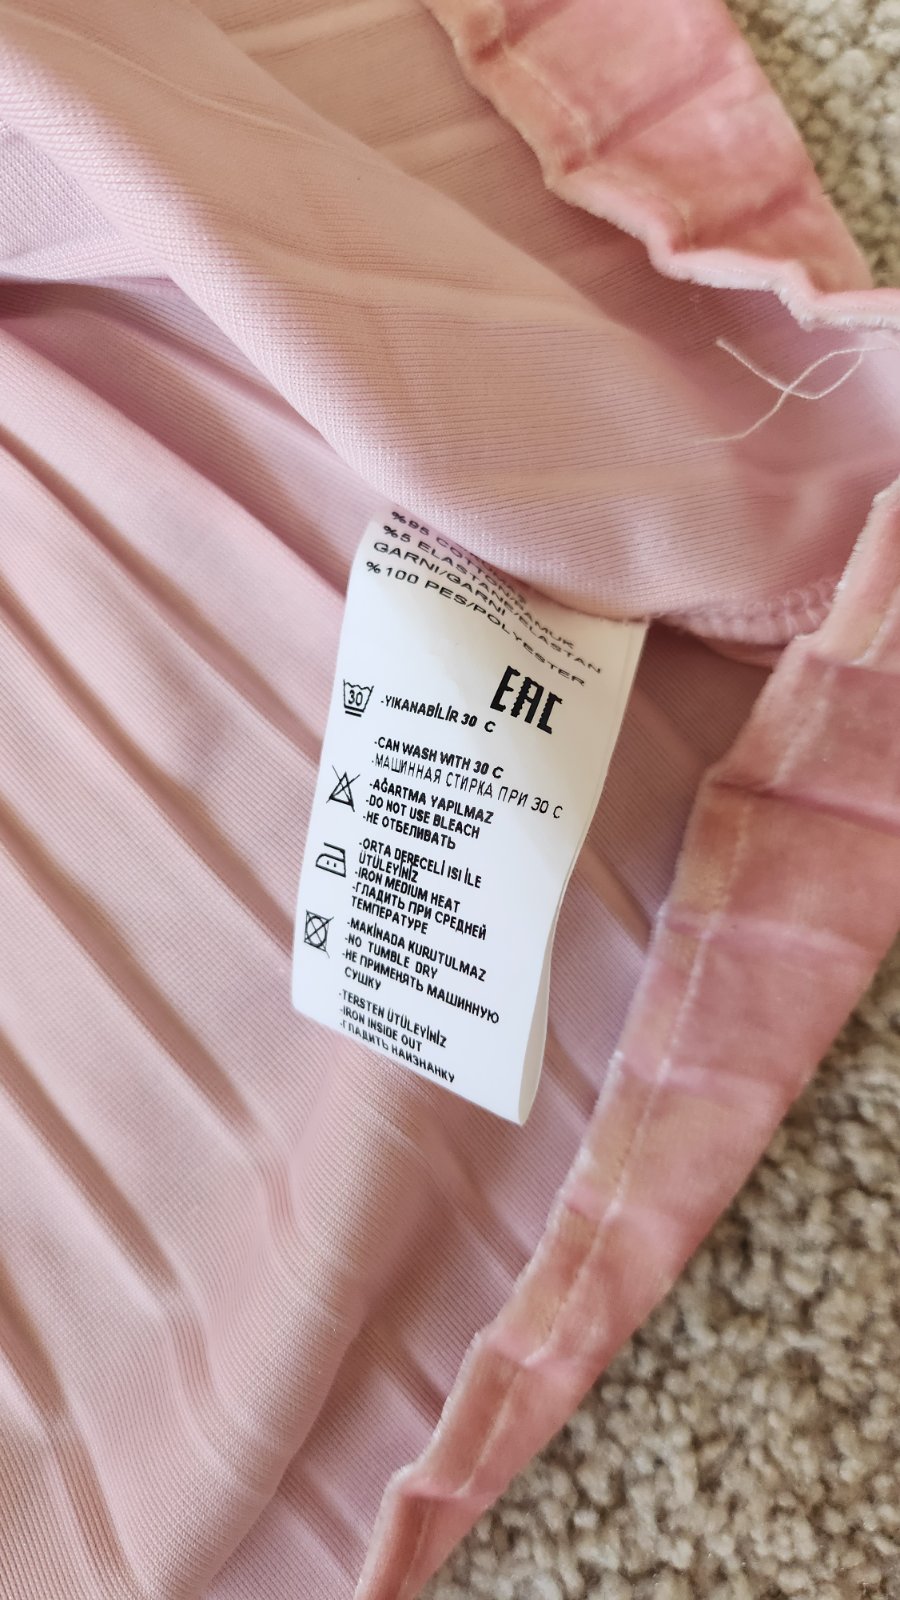 %95
%5 ELASTON/
GARNI/GARNI/ELASTAN
%100 PES/POLYESTER
EAC
30
-YIKANABİLİR 30 C
-CAN WASH WITH 30 C
-МАШИННАЯ СТИРКА ПРИ 30 С
-AĞARTMA YAPILMAZ
-DO NOT USE BLEACH
-НЕ ОТБЕЛИВАТЬ
-ORTA DERECELİ ISI İLE
ÜTÜLEYİNİZ
-IRON MEDIUM HEAT
-ГЛАДИТЬ ПРИ СРЕДНЕЙ
ТЕМПЕРАТУРЕ
-MAKİNADA KURUTULMAZ
-NO TUMBLE DRY
-НЕ ПРИМЕНЯТЬ МАШИННУЮ
СУШКУ
-TERSTEN ÜTÜLEYİNİZ
-IRON INSIDE OUT
-ГЛАДИТЬ НАИЗНАНКУ